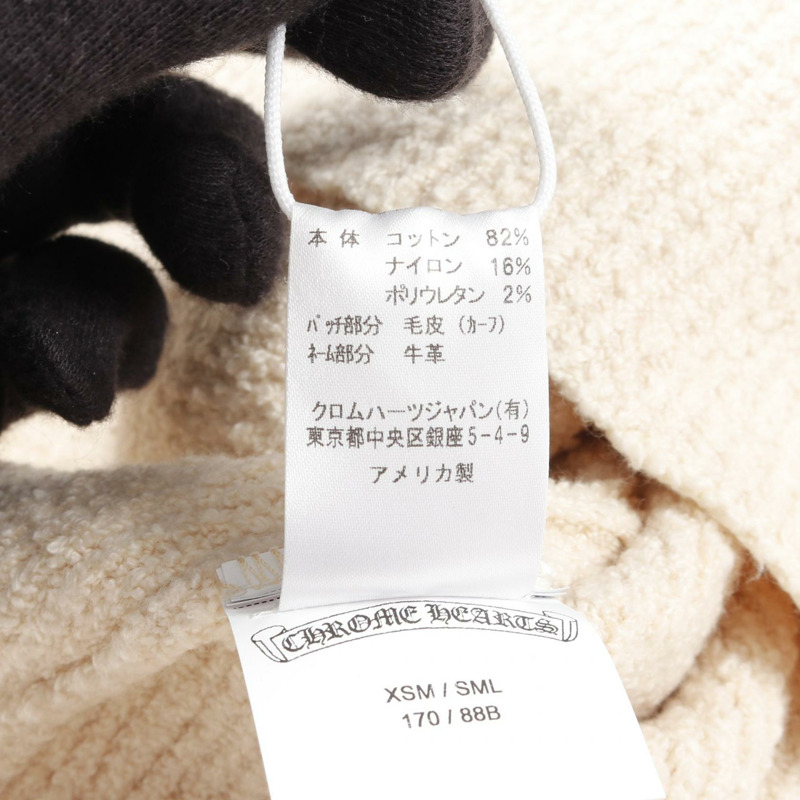 本体 コットン 82%
ナイロン 16%
ポリウレタン 2%
ﾊﾟｯﾁ部分 毛皮 (ｶｰﾌ)
ﾈｰﾑ部分 牛革
クロムハーツジャパン(有)
東京都中央区銀座5-4-9
アメリカ製
CHROME HEARTS
XSM / SML
170 / 88B